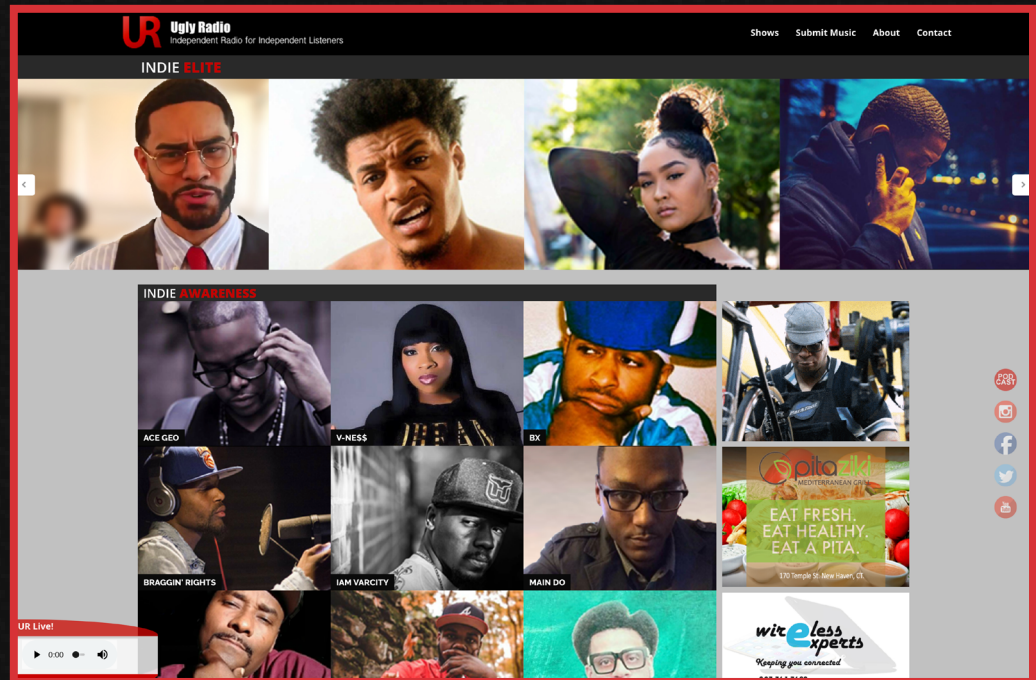 UR Ugly Radio
Independent Radio for Independent Listeners
Shows Submit Music About Contact
INDIE ELITE
INDIE AWARENESS
ACE GEO
V-NE$$
BX
BRAGGIN' RIGHTS
IAM VARCITY
MAIN DO
pitaziki
MEDITERRANEAN GRILL
EAT FRESH.
EAT HEALTHY.
EAT A PITA.
170 Temple St. New Haven, CT.
wireless
experts
Keeping you connected
POD
CAST
You
UR Live!
0:00